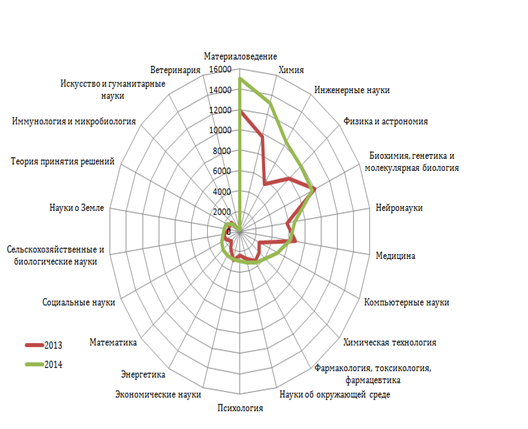 Материаловедение
Химия
Инженерные науки
Физика и астрономия
Биохимия, генетика и
молекулярная биология
Нейронауки
Медицина
Компьютерные науки
Химическая технология
Фармакология, токсикология,
фармацевтика
Науки об окружающей среде
Психология
Экономические науки
Энергетика
Математика
Социальные науки
Сельскохозяйственные и
биологические науки
Науки о Земле
Теория принятия решений
Иммунология и микробиология
Искусство и гуманитарные
науки
Ветеринария
16000
14000
12000
10000
8000
6000
4000
2000
0
2013
2014